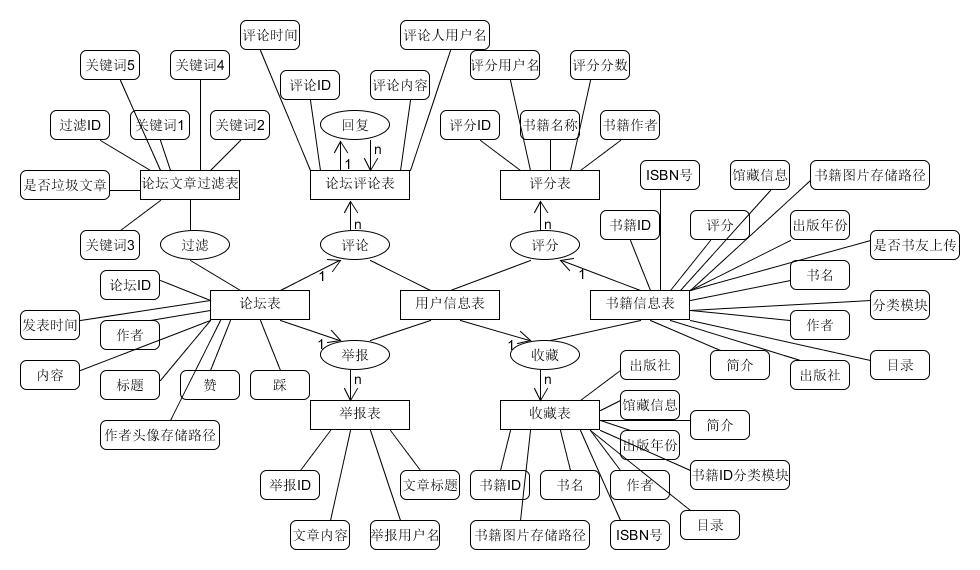 评论时间
评论人用户名
关键词5
关键词4
评分用户名
评分分数
评论ID
评论内容
过滤ID
关键词1
关键词2
回复
评分ID
书籍名称
书籍作者
1
n
是否垃圾文章
论坛文章过滤表
论坛评论表
评分表
ISBN号
馆藏信息
书籍图片存储路径
n
n
书籍ID
评分
出版年份
关键词3
过滤
评论
评分
是否书友上传
1
1
论坛ID
书名
论坛表
用户信息表
书籍信息表
分类模块
发表时间
作者
作者
1
1
举报
收藏
内容
标题
赞
踩
n
n
出版社
简介
出版社
目录
举报表
收藏表
馆藏信息
简介
作者头像存储路径
出版年份
举报ID
文章标题
书籍ID
书名
作者
书籍ID分类模块
文章内容
举报用户名
书籍图片存储路径
ISBN号
目录